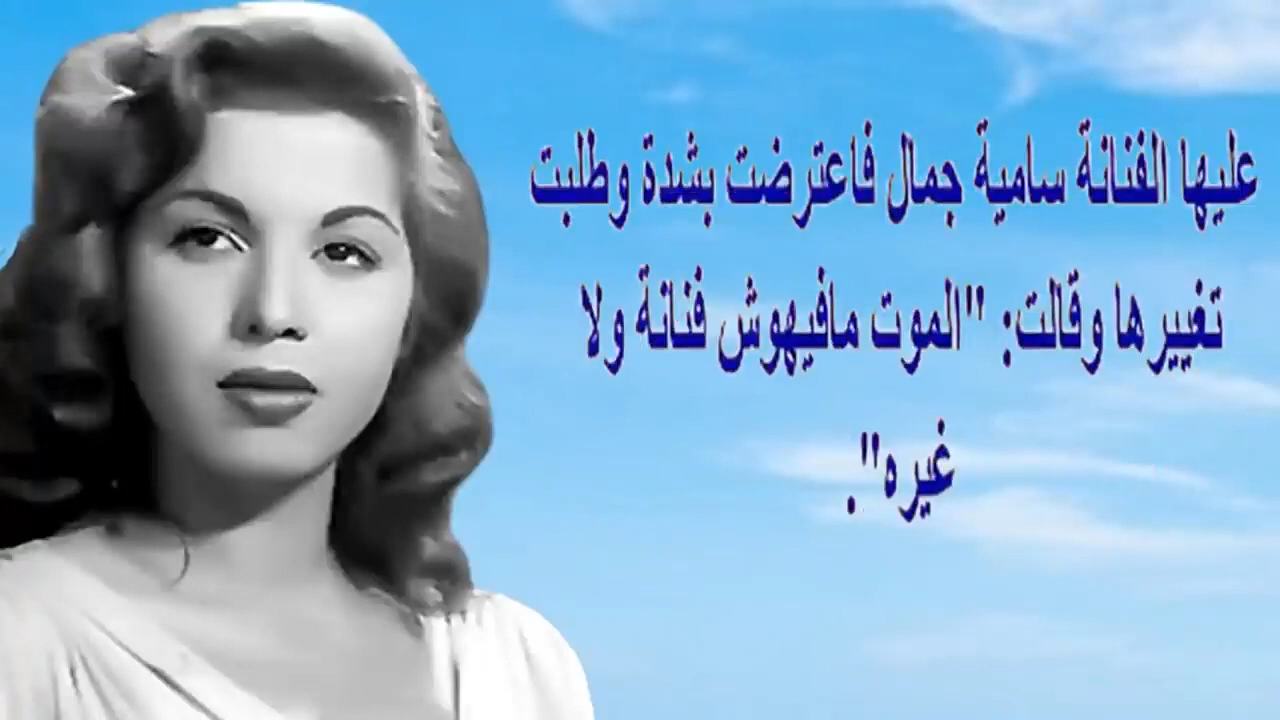 عليها الفنانة سامية جمال فاعترضت بشدة وطلبت
تغييرها وقالت: "الموت مافيهوش فنانة ولا
غيره".